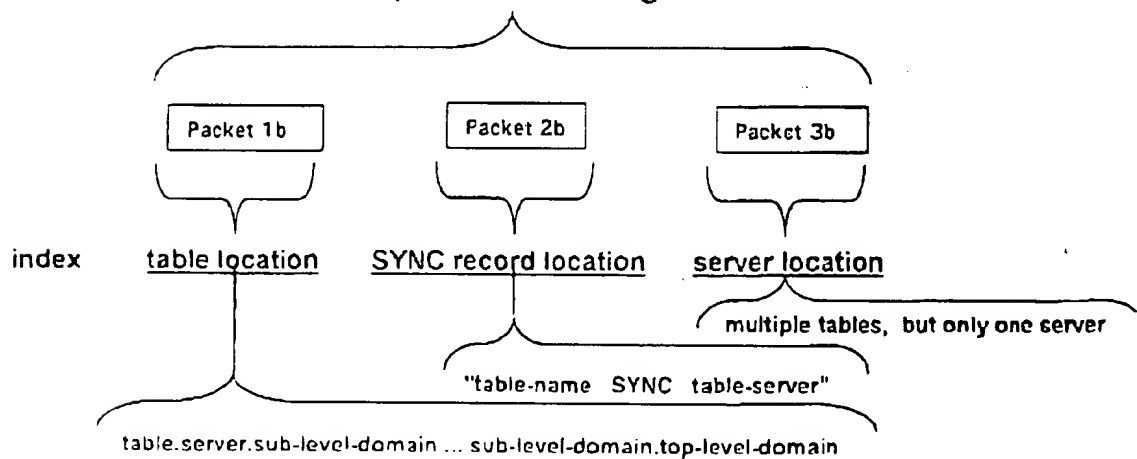 Packet 1b Packet 2b Packet 3b
index table location SYNC record location server location
multiple tables, but only one server
"table-name SYNC table-server"
table.server.sub-level-domain ... sub-level-domain.top-level-domain